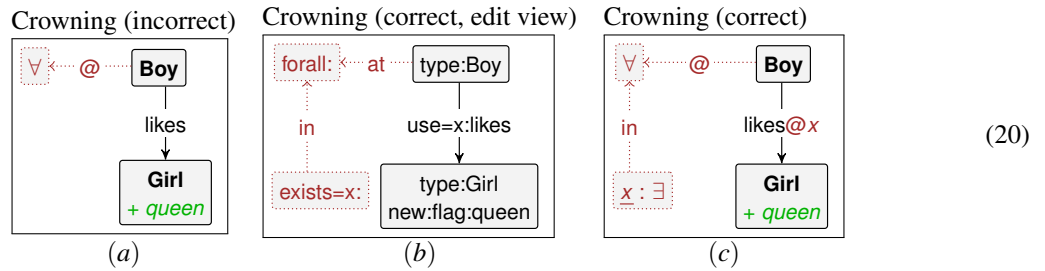 Crowning (incorrect)
∀
@
Boy
likes
Girl
+ queen
(a)
Crowning (correct, edit view)
forall:
at
type:Boy
in
use=x:likes
exists=x:
type:Girl
new:flag:queen
(b)
Crowning (correct)
∀
@
Boy
in
likes@x
x : ∃
Girl
+ queen
(c)
(20)